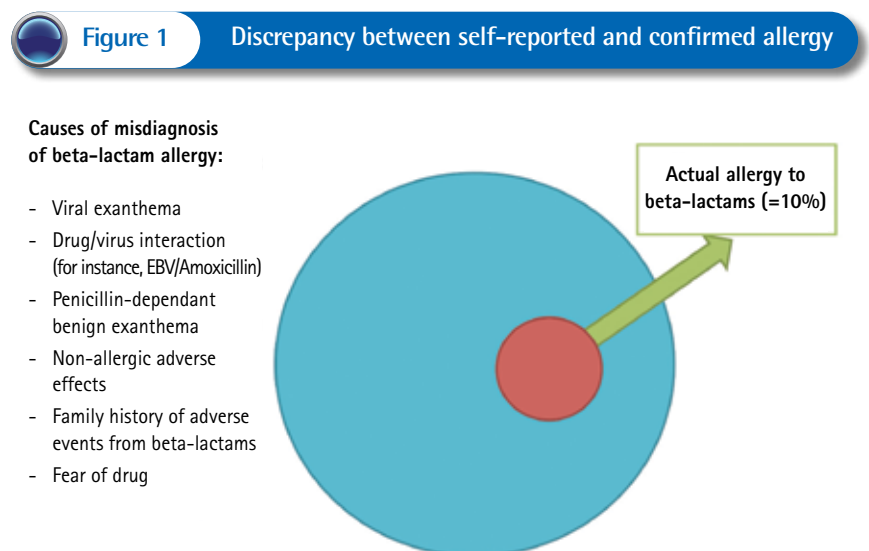 Figure 1
Discrepancy between self-reported and confirmed allergy
Causes of misdiagnosis
of beta-lactam allergy:
- Viral exanthema
- Drug/virus interaction
(for instance, EBV/Amoxicillin)
- Penicillin-dependant
benign exanthema
- Non-allergic adverse
effects
- Family history of adverse
events from beta-lactams
- Fear of drug
Actual allergy to
beta-lactams (=10%)